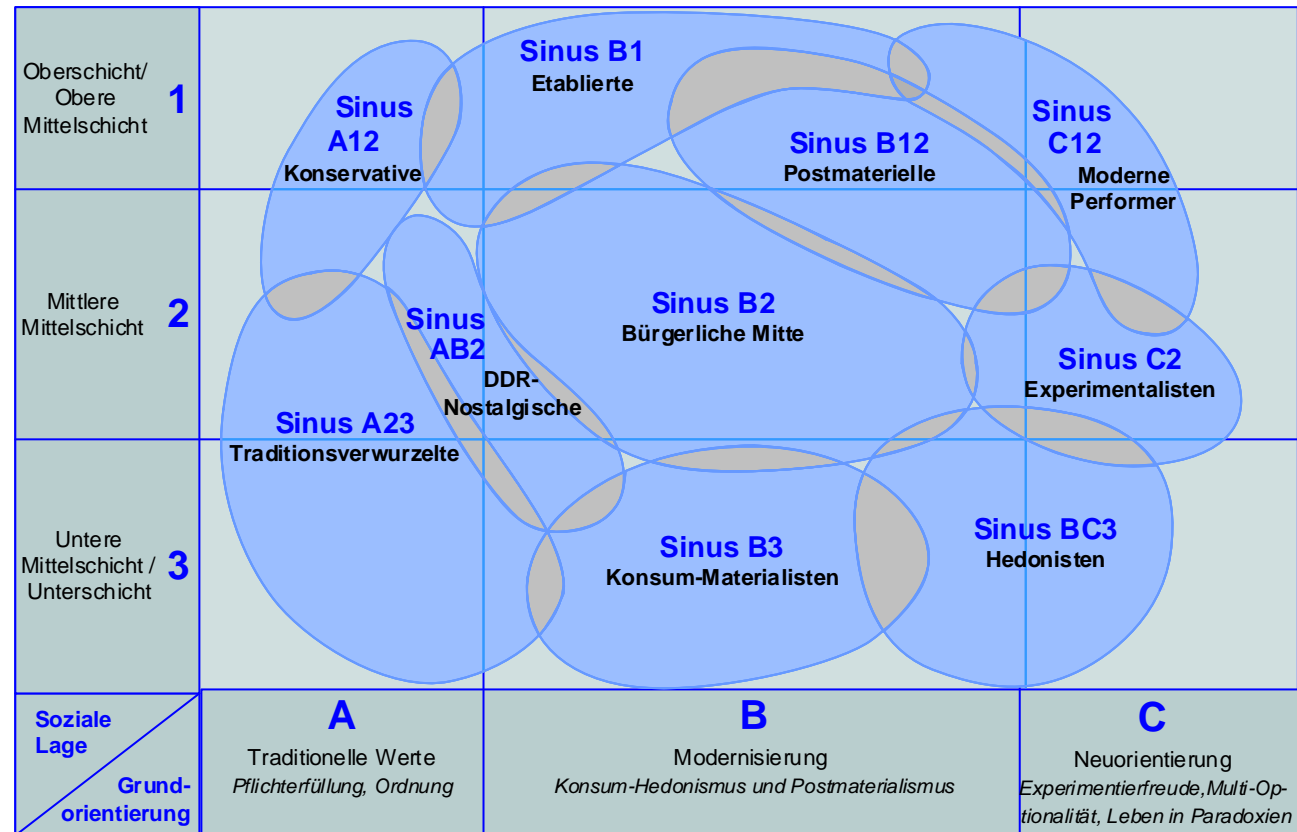 Oberschicht/
Obere
Mittelschicht
1
Sinus B1
Etablierte
Sinus
A12
Konservative
Sinus B12
Postmaterielle
Sinus
C12
Moderne
Performer
Mittlere
Mittelschicht
2
Sinus
AB2
DDR-
Nostalgische
Sinus B2
Bürgerliche Mitte
Sinus C2
Experimentalisten
Sinus A23
Traditionsverwurzelte
Untere
Mittelschicht /
Unterschicht
3
Sinus B3
Konsum-Materialisten
Sinus BC3
Hedonisten
Soziale
Lage
Grund-
orientierung
A
Traditionelle Werte
Pflichterfüllung, Ordnung
B
Modernisierung
Konsum-Hedonismus und Postmaterialismus
C
Neuorientierung
Experimentierfreude,Multi-Op-
tionalität, Leben in Paradoxien